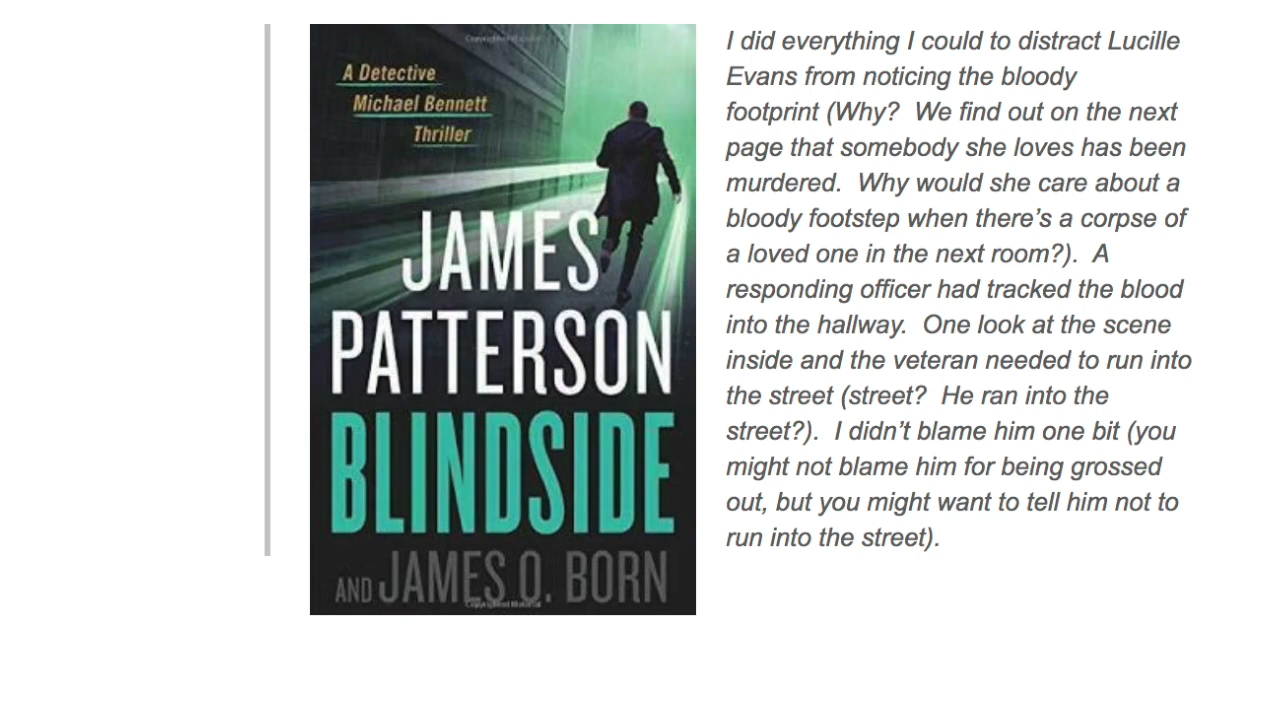 Copyrighted Material
A Detective
Michael Bennett
Thriller
JAMES
PATTERSON
BLINDSIDE
AND JAMES O. BORN
Copyrighted Material
I did everything I could to distract Lucille
Evans from noticing the bloody
footprint (Why?  We find out on the next
page that somebody she loves has been
murdered.  Why would she care about a
bloody footstep when there’s a corpse of
a loved one in the next room?).  A
responding officer had tracked the blood
into the hallway.  One look at the scene
inside and the veteran needed to run into
the street (street?  He ran into the
street?).  I didn’t blame him one bit (you
might not blame him for being grossed
out, but you might want to tell him not to
run into the street).